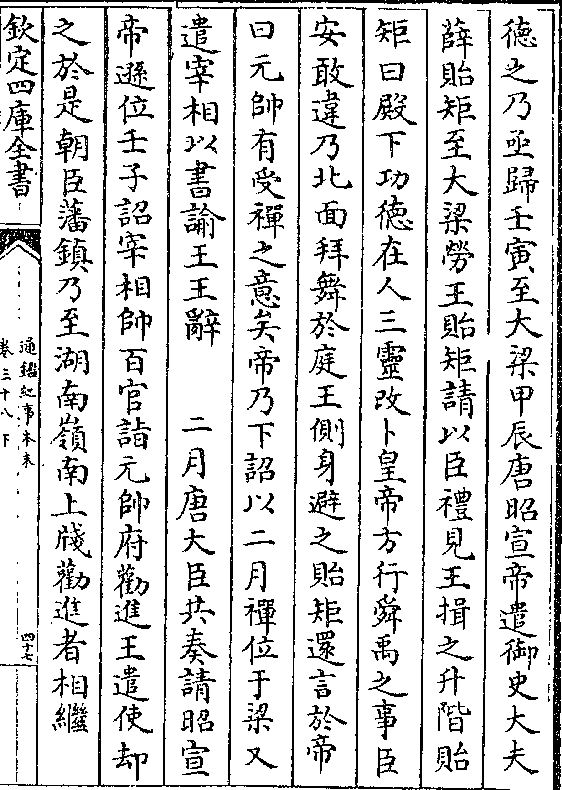 德之乃亟歸壬寅至大梁甲辰唐昭宣帝遣御史大夫
薛貽矩至大梁勞王貽矩請以臣禮見王揖之升階貽
矩曰殿下功德在人三靈改卜皇帝方行舜禹之事臣
安敢違乃北面拜舞於庭王側身避之貽矩還言於帝
曰元帥有受禪之意矣帝乃下詔以二月禪位于梁又
遣宰相以書諭王王辭　二月唐大臣共奏請昭宣
帝遜位壬子詔宰相帥百官詣元帥府勸進王遣使却
之於是朝臣藩鎮乃至湖南嶺南上牋勸進者相繼
欽定四庫全書
通鑑紀事本末
卷三十八下
四十七